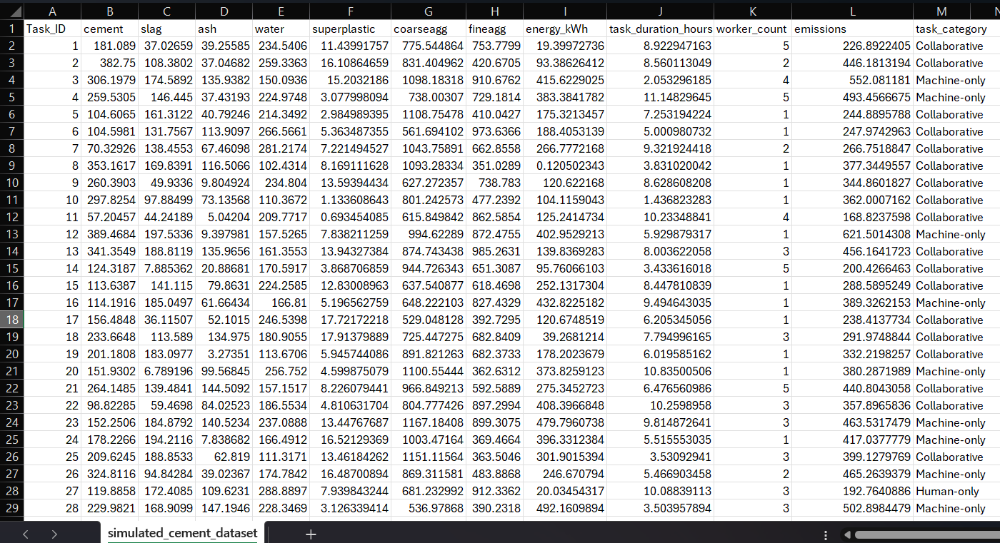 A B C D E F G H I J K L M
1 Task_ID cement slag ash water superplastic coarseagg fineagg energy_kWh task_duration_hours worker_count emissions task_category
2 1 181.089 37.02659 39.25585 234.5406 11.43991757 775.544864 753.7799 19.39972736 8.922947163 5 226.8922405 Collaborative
3 2 382.75 108.3802 37.04682 259.3363 16.10864659 831.404962 420.6705 93.38626412 8.560113049 2 446.1813194 Collaborative
4 3 306.1979 174.5892 135.9382 150.0936 15.2032186 1098.18318 910.6762 415.6229025 2.053296185 4 552.081181 Machine-only
5 4 259.5305 146.445 37.43193 224.9748 3.077998094 738.00307 729.1814 383.3841782 11.14829645 5 493.4566675 Machine-only
6 5 104.6065 161.3122 40.79246 214.3492 2.984989395 1108.75478 410.0427 175.3213457 7.253194224 1 244.8895788 Collaborative
7 6 104.5981 131.7567 113.9097 266.5661 5.363487355 561.694102 973.6366 188.4053139 5.000980732 1 247.9742963 Collaborative
8 7 70.32926 138.4553 67.46098 281.2174 7.221494527 1043.75891 662.8558 266.7772168 9.321924418 2 266.7518847 Collaborative
9 8 353.1617 169.8391 116.5066 102.4314 8.169111628 1093.28334 351.0289 0.120502343 3.831020042 1 377.3449557 Collaborative
10 9 260.3903 49.9336 9.804924 234.804 13.59394434 627.272357 738.783 120.622168 8.628608208 1 344.8601827 Collaborative
11 10 297.8254 97.88499 73.13568 110.3672 1.133608643 801.242573 477.2392 104.1159043 1.436823283 1 362.0007162 Collaborative
12 11 57.20457 44.24189 5.04204 209.7717 0.693454085 615.849842 862.5854 125.2414734 10.23348841 4 168.8237598 Collaborative
13 12 389.4684 197.5336 9.397981 157.5265 7.838211259 994.62289 872.4755 402.9529213 5.929879317 1 621.5014308 Machine-only
14 13 341.3549 188.8119 135.9656 161.3553 13.94327384 874.743438 985.2631 139.8369283 8.003622058 3 456.1641723 Collaborative
15 14 124.3187 7.885362 20.88681 170.5917 3.868706859 944.726343 651.3087 95.76066103 3.433616018 5 200.4266463 Collaborative
16 15 113.6387 141.115 79.8631 224.2585 12.83008963 637.540877 618.4698 252.1317304 8.447810839 1 288.5895249 Collaborative
17 16 114.1916 185.0497 61.66434 166.81 5.196562759 648.222103 827.4329 432.8225182 9.494643035 1 389.3262153 Machine-only
18 17 156.4848 36.11507 52.1015 246.5398 17.72172218 529.048128 392.7295 120.6748519 6.205345056 1 238.4137734 Collaborative
19 18 233.6648 113.589 134.975 180.9055 17.91379889 725.447275 682.8409 39.2681214 7.794996165 3 291.9748844 Collaborative
20 19 201.1808 183.0977 3.27351 113.6706 5.945744086 891.821263 682.3733 178.2023679 6.019585162 1 332.2198257 Collaborative
21 20 151.9302 6.789196 99.56845 256.752 4.599875079 1100.55444 362.6312 373.8259123 10.83500506 1 380.2871989 Machine-only
22 21 264.1485 139.4841 144.5092 157.1517 8.226079441 966.849213 592.5889 275.3452723 6.476560986 5 440.8043058 Collaborative
23 22 98.82285 59.4698 84.02523 186.5534 4.810631704 804.777426 897.2994 408.3966848 10.2598958 3 357.8965836 Collaborative
24 23 152.2506 184.8792 140.5234 237.0888 13.44767687 1167.18408 899.3075 479.7960738 9.814872641 3 463.5317479 Machine-only
25 24 178.2266 194.2116 7.838682 166.4912 16.52129369 1003.47164 369.4664 396.3312384 5.515553035 1 417.0377779 Machine-only
26 25 209.6245 188.8533 62.819 111.3171 13.46184262 1151.11564 363.5046 301.9015394 3.53092941 3 399.1279769 Collaborative
27 26 324.8116 94.84284 39.02367 174.7842 16.48700894 869.311581 483.8868 246.670794 5.466903458 2 465.2639379 Machine-only
28 27 119.8858 172.4085 109.6231 288.8897 7.939843244 681.232992 912.3362 20.03454317 10.08839113 3 192.7640886 Human-only
29 28 229.9821 168.9099 147.1946 228.3469 3.126339414 536.97868 390.2318 492.1609894 3.503957894 3 502.8984479 Machine-only
simulated_cement_dataset